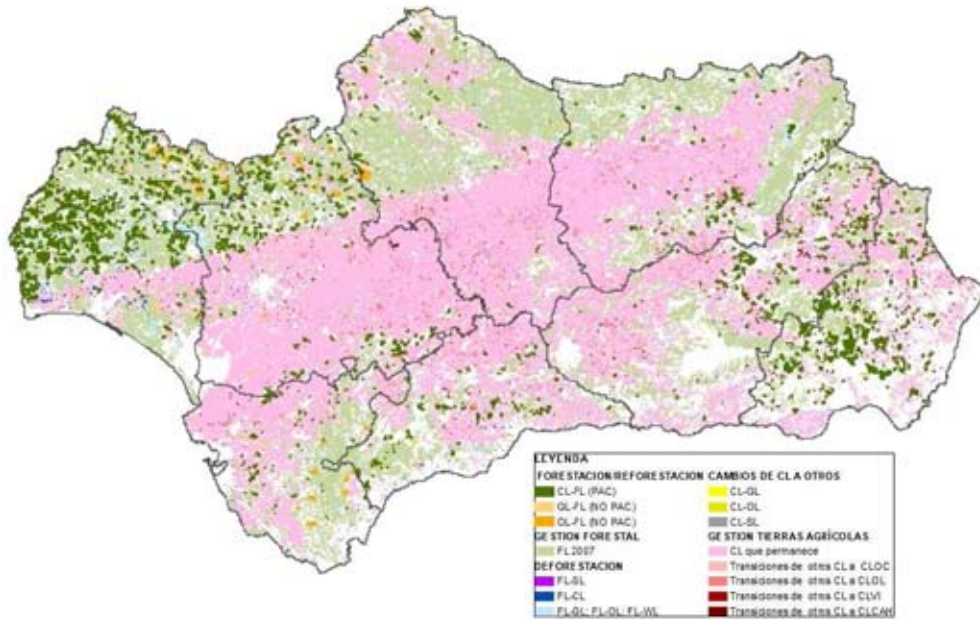 LEYENDA
FORESTACION/REFORESTACION
CL-FL (PAC)
GL-FL (NO PAC)
OL-FL (NO PAC)
GESTION FORESTAL
FL 2007
DEFORESTACION
FL-SL
FL-CL
FL-GL; FL-OL; FL-WL
CAMBIOS DE CL A OTROS
CL-GL
CL-OL
CL-SL
GESTION TIERRAS AGRÍCOLAS
CL que permanece
Transiciones de otros CL a CLOC
Transiciones de otros CL a CLOL
Transiciones de otros CL a CLVI
Transiciones de otros CL a CLCAH